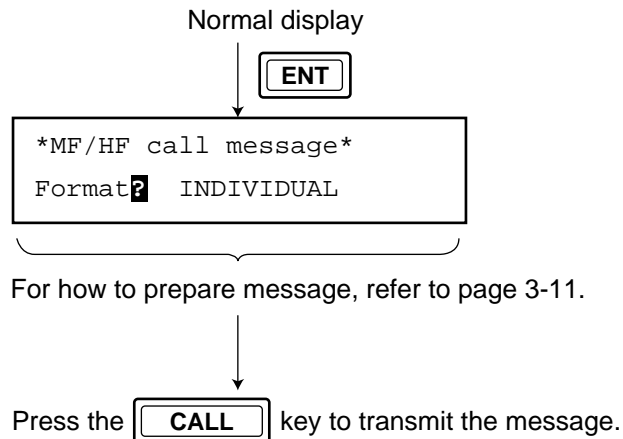 Normal display
ENT
*MF/HF call message*
Format? INDIVIDUAL
For how to prepare message, refer to page 3-11.
Press the CALL key to transmit the message.